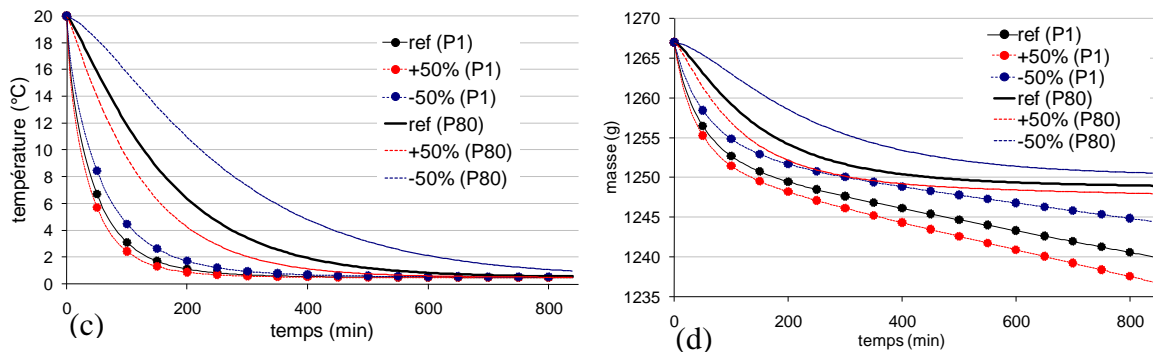 20
18
16
14
12
10
8
6
4
2
0
température (°C)
0
200
400
600
800
temps (min)
ref (P1)
+50% (P1)
-50% (P1)
ref (P80)
+50% (P80)
-50% (P80)
(c)
1270
1265
1260
1255
1250
1245
1240
1235
masse (g)
0
200
400
600
800
temps (min)
ref (P1)
+50% (P1)
-50% (P1)
ref (P80)
+50% (P80)
-50% (P80)
(d)